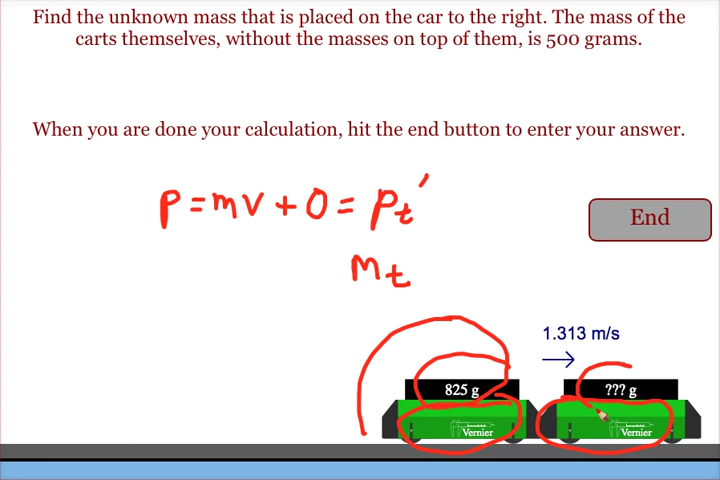 Find the unknown mass that is placed on the car to the right. The mass of the
carts themselves, without the masses on top of them, is 500 grams.
When you are done your calculation, hit the end button to enter your answer.
P = mv + 0 = Pt'
End
Mt
1.313 m/s
825 g
??? g
Vernier
Vernier